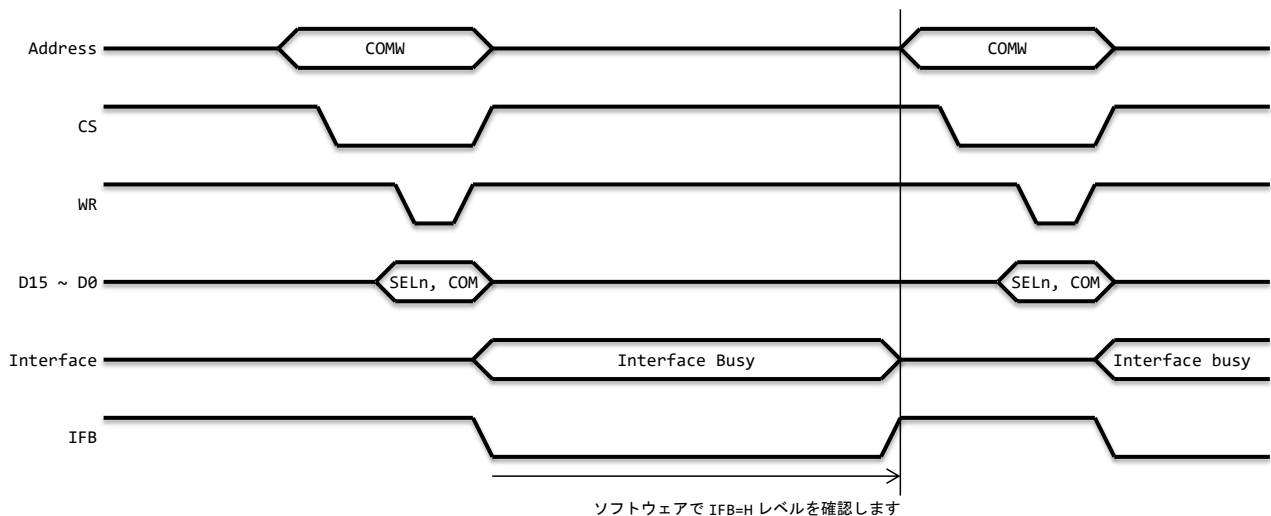 Address COMW COMW
CS
WR
D15 ~ D0 SELn, COM SELn, COM
Interface Interface Busy Interface busy
IFB
ソフトウェアで IFB=H レベルを確認します